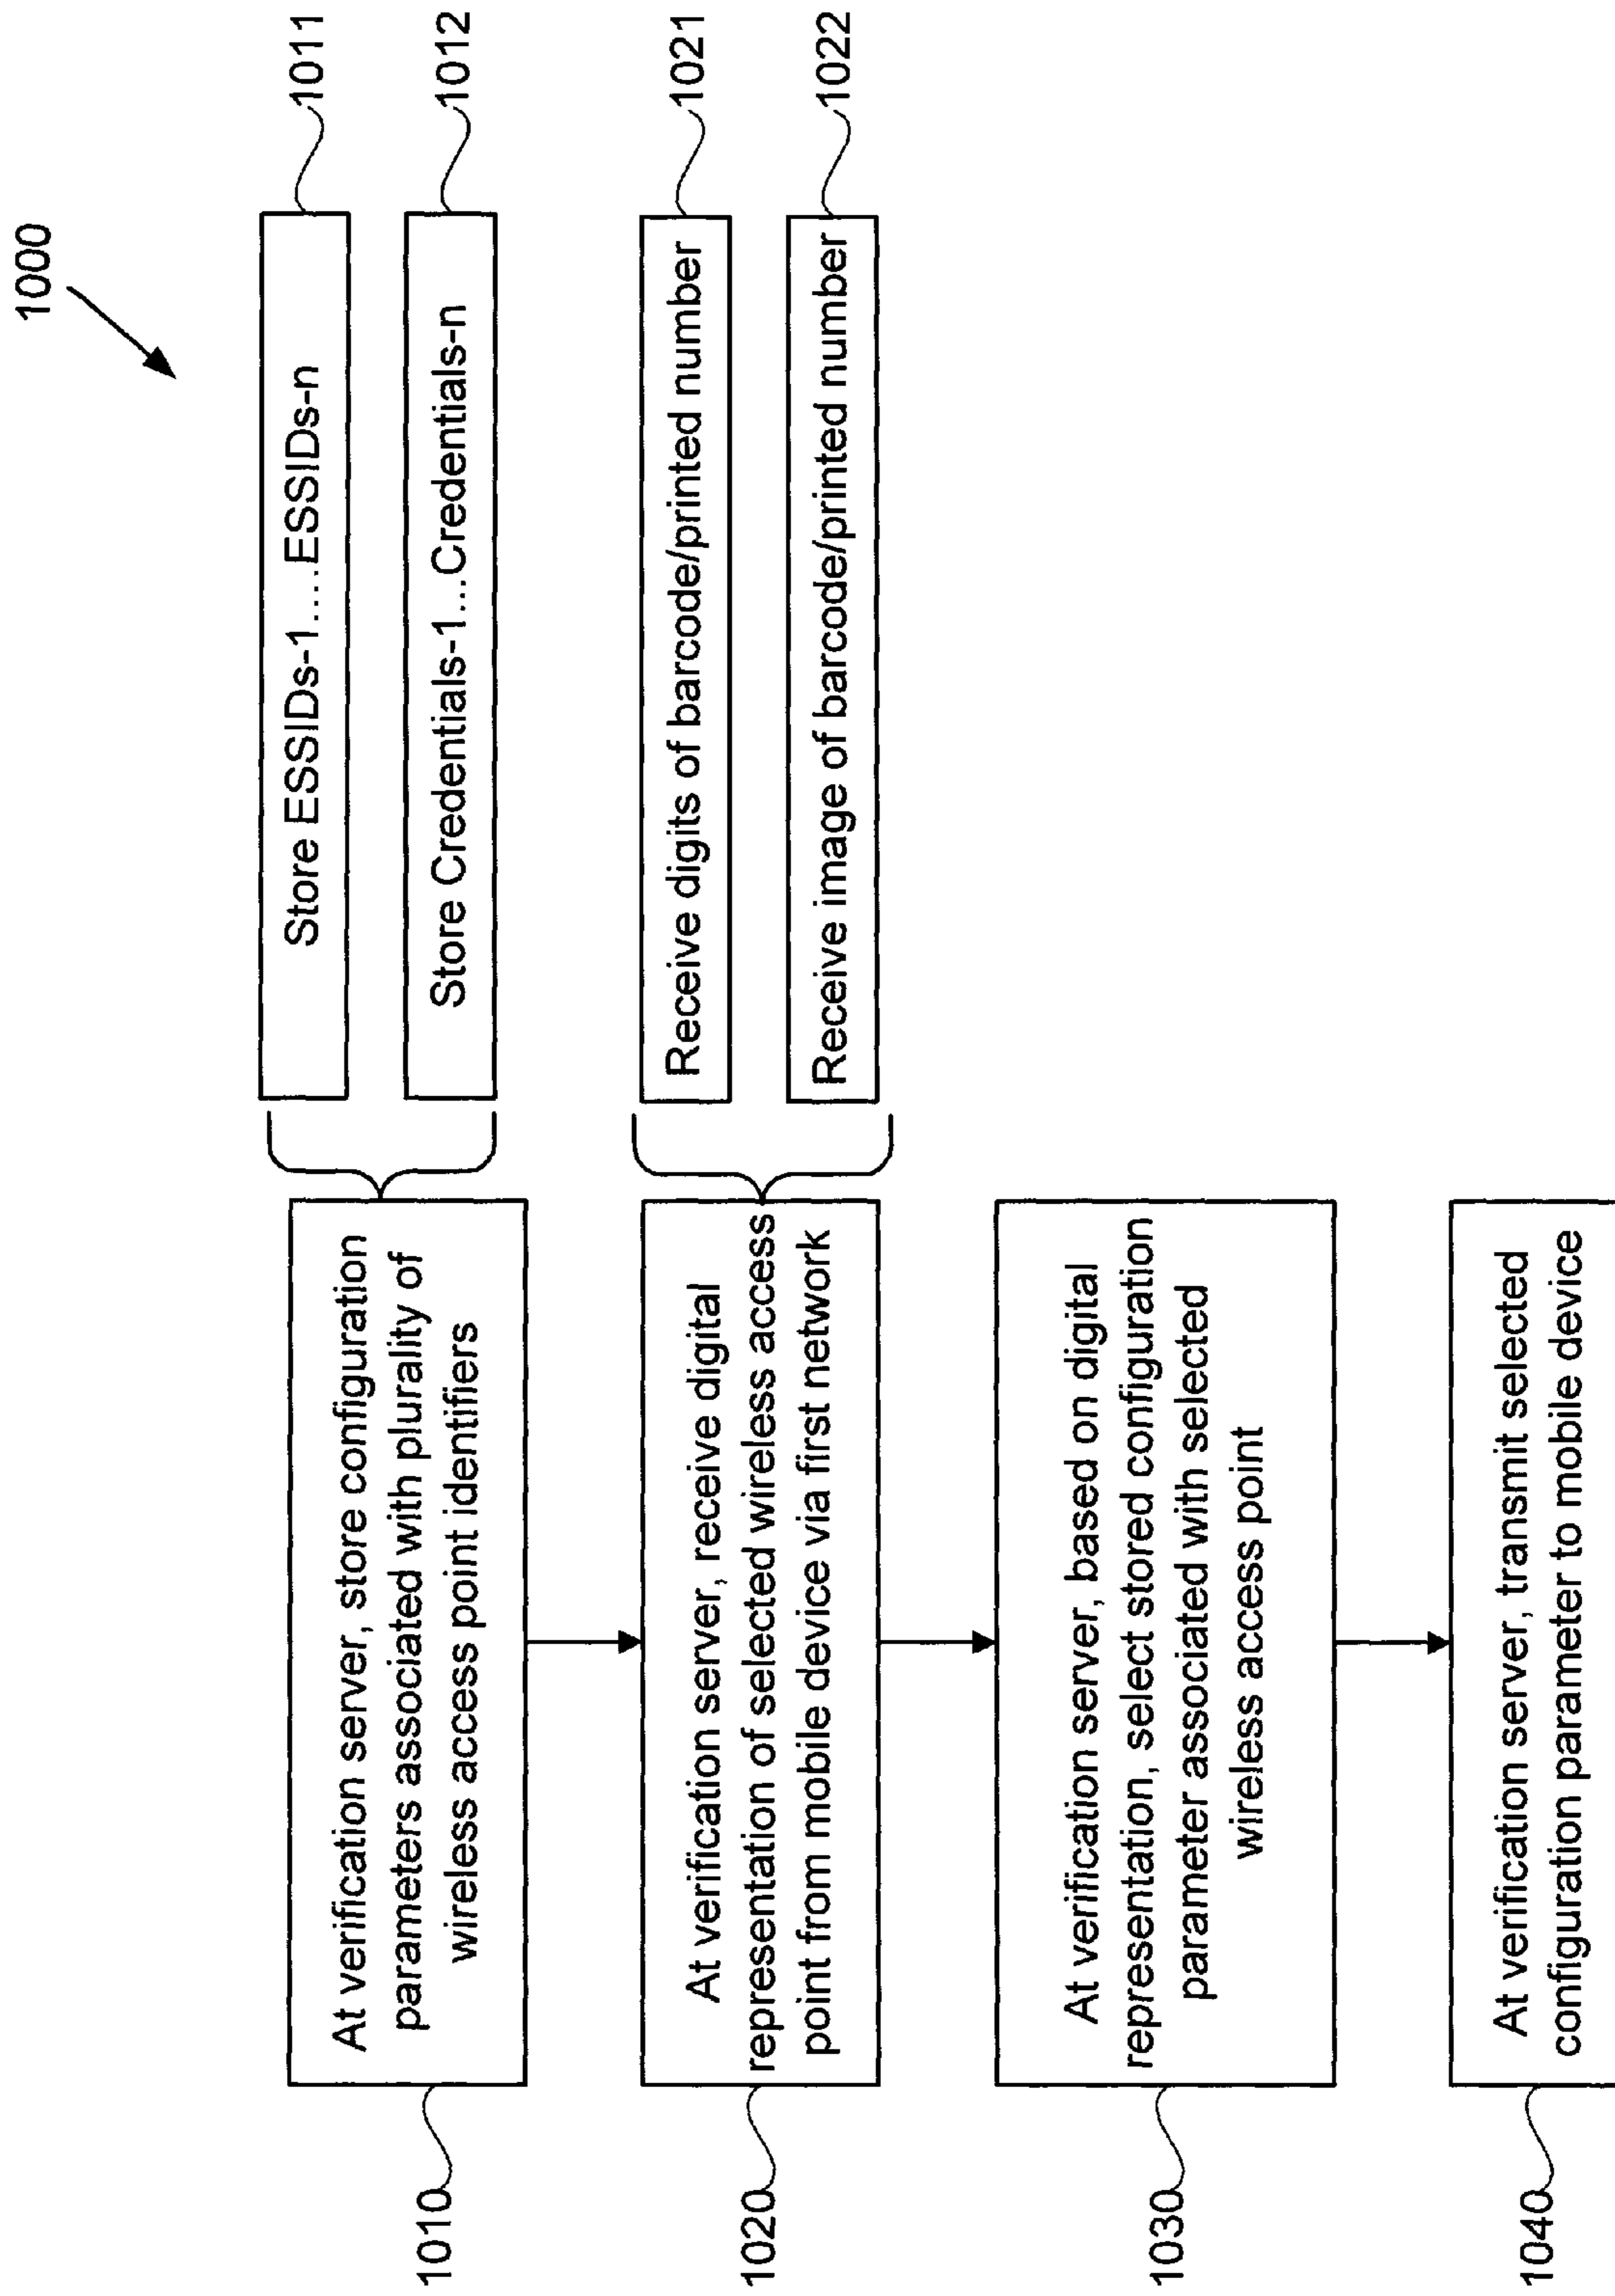 1000
1010
At verification server, store configuration
parameters associated with plurality of
wireless access point identifiers
Store ESSIDs-1....ESSIDs-n
1011
Store Credentials-1...Credentials-n
1012
1020
At verification server, receive digital
representation of selected wireless access
point from mobile device via first network
Receive digits of barcode/printed number
1021
Receive image of barcode/printed number
1022
1030
At verification server, based on digital
representation, select stored configuration
parameter associated with selected
wireless access point
1040
At verification server, transmit selected
configuration parameter to mobile device